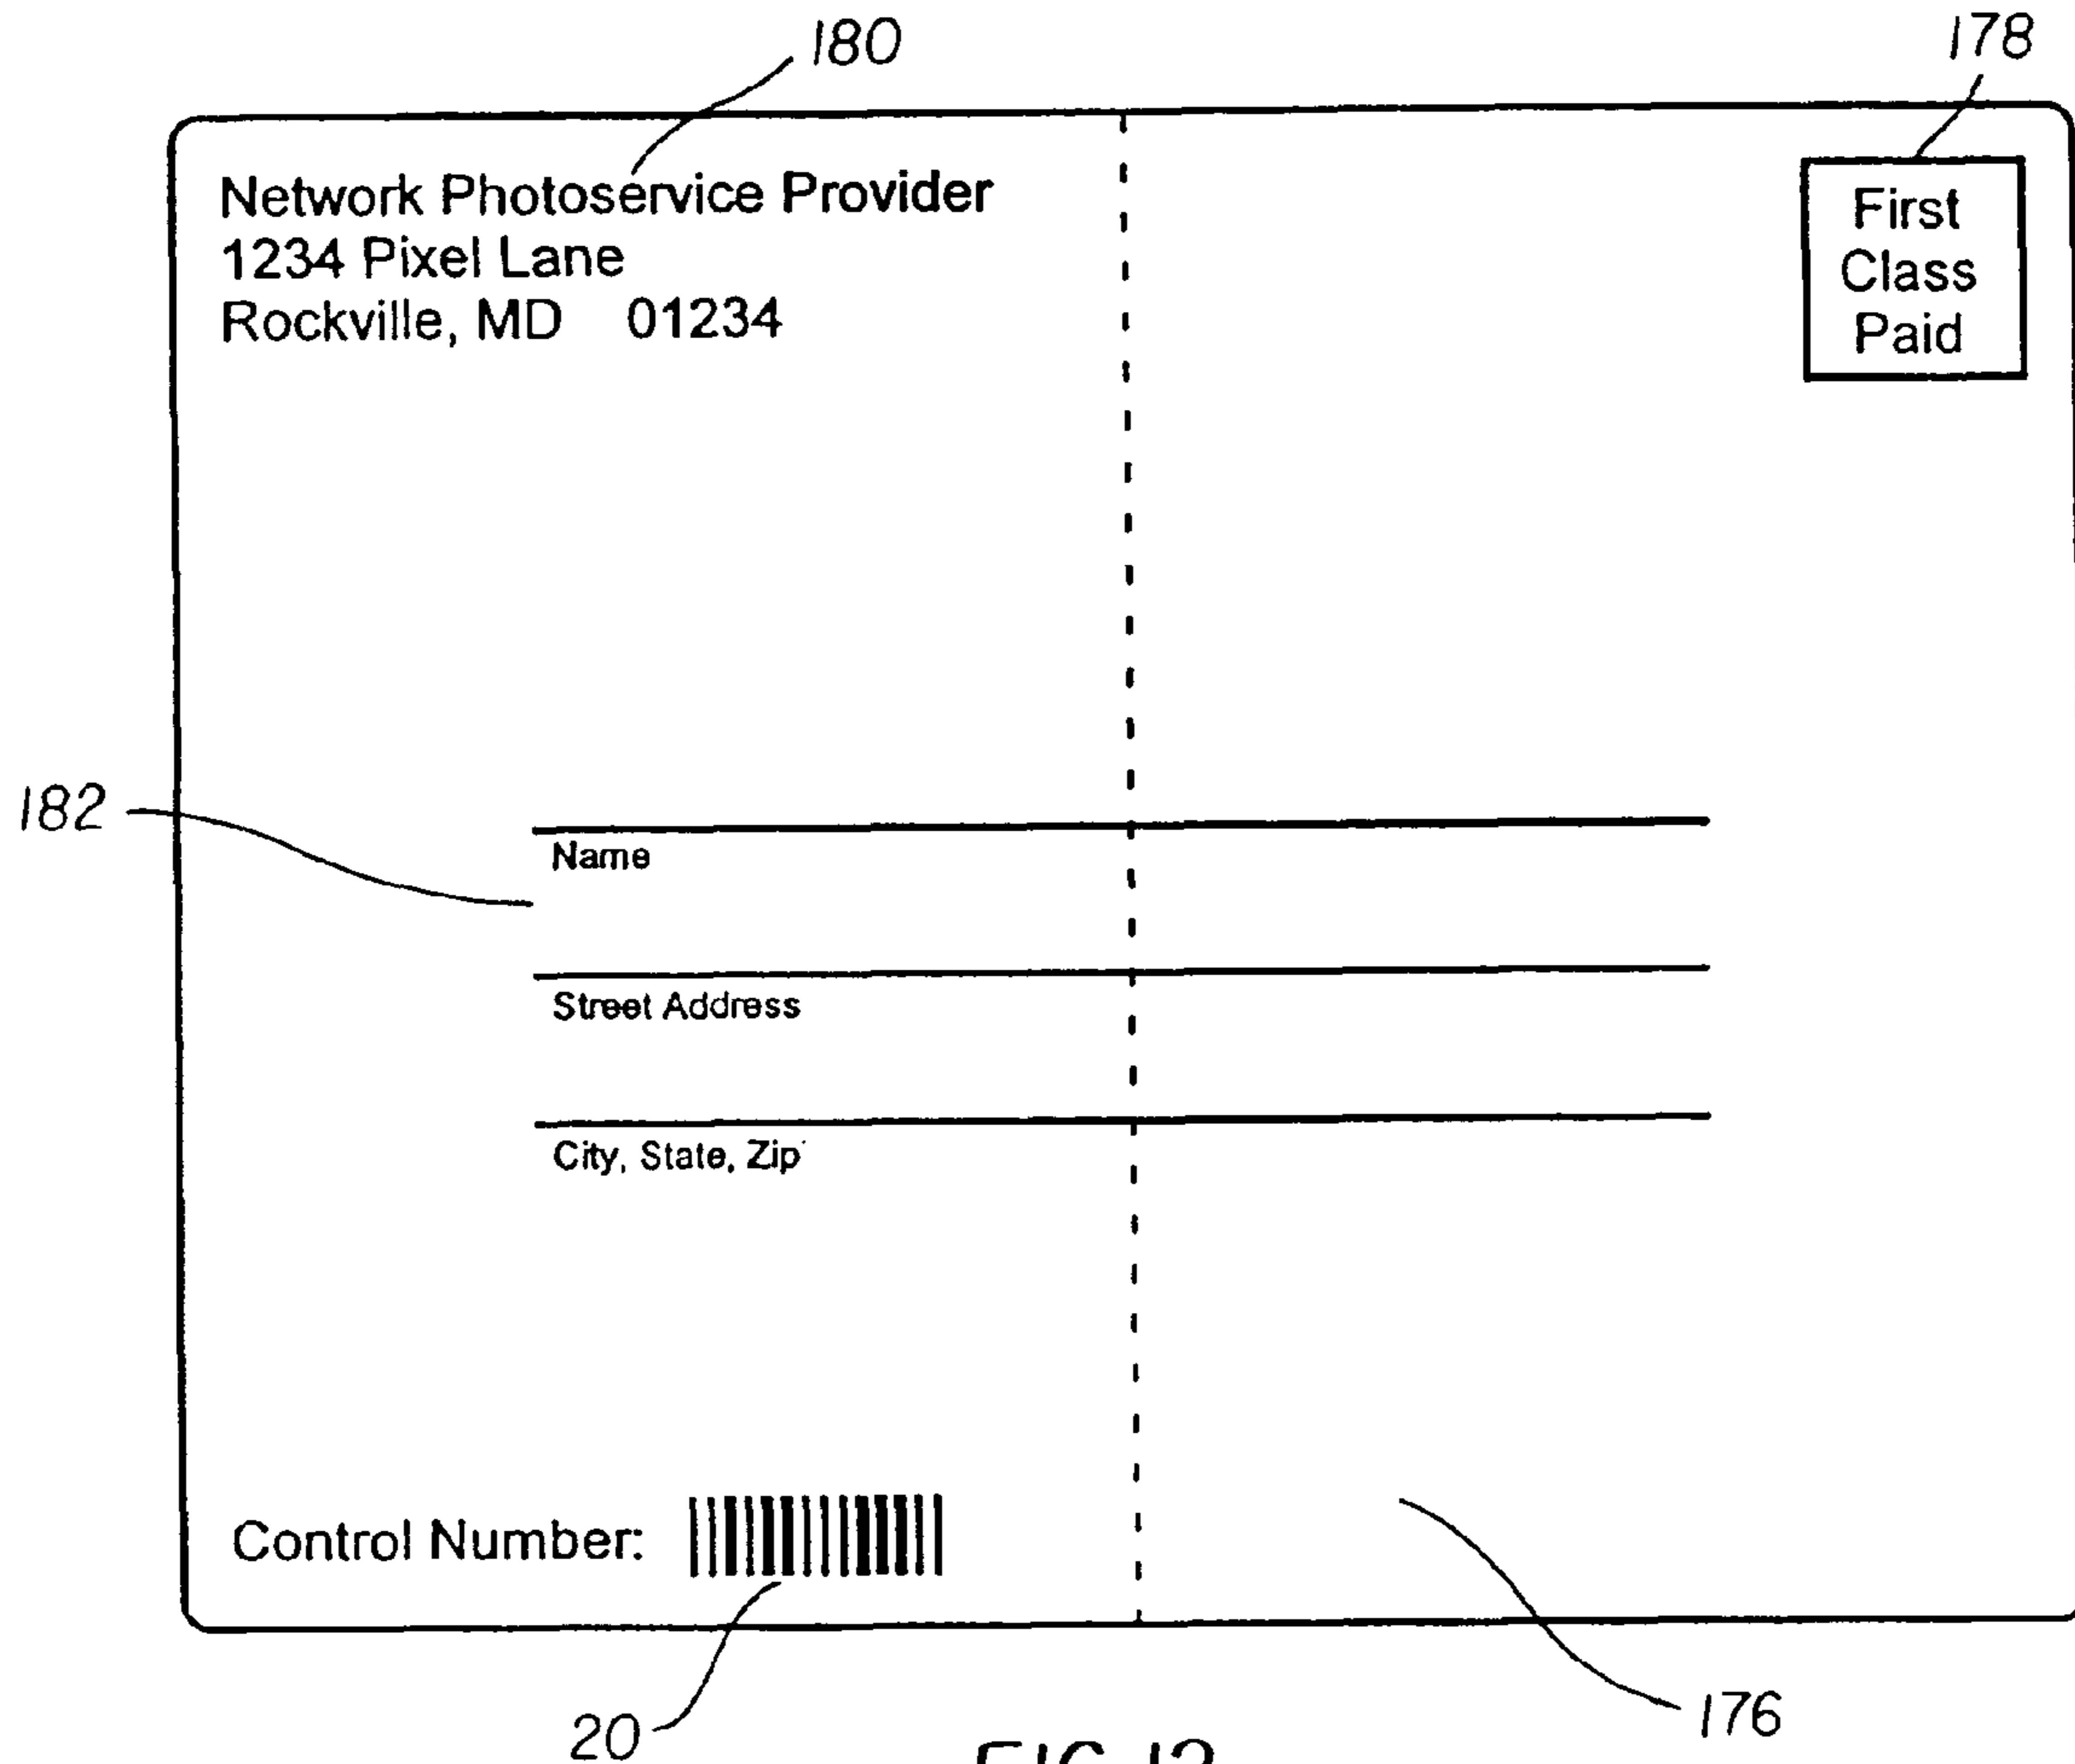 180
178
Network Photoservice Provider
1234 Pixel Lane
Rockville, MD 01234
First
Class
Paid
182
Name
Street Address
City, State, Zip
Control Number:
20
176